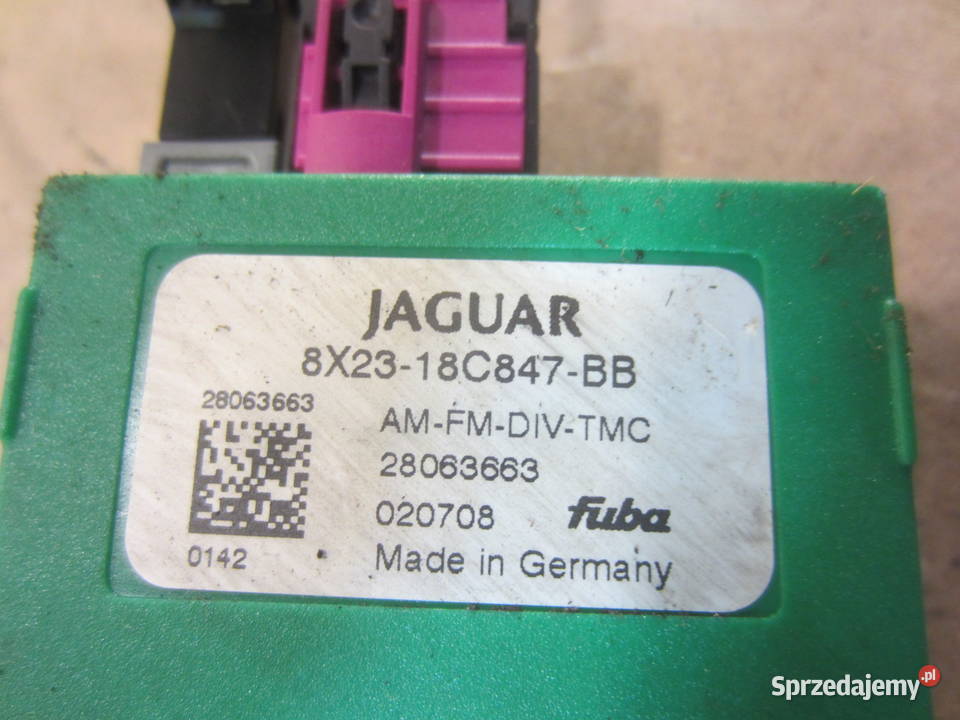 JAGUAR
8X23-18C847-BB
28063663
AM-FM-DIV-TMC
28063663
020708 fuba
0142
Made in Germany
Sprzedajemy.pl